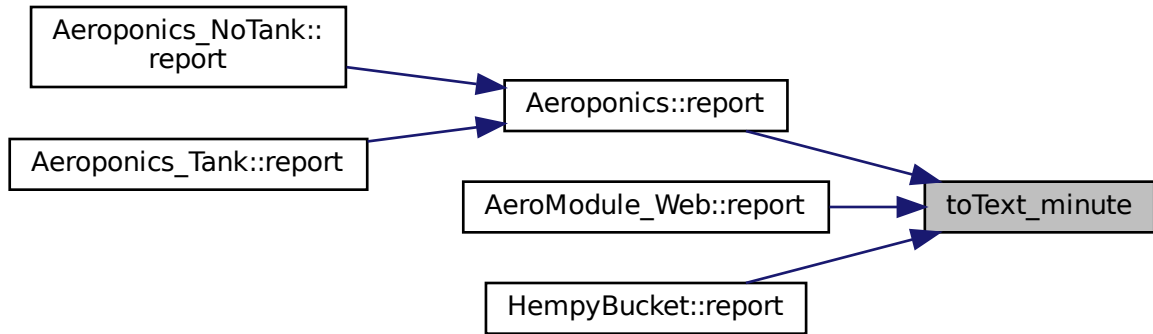 Aeroponics_NoTank::
report
Aeroponics::report
Aeroponics_Tank::report
AeroModule_Web::report
toText_minute
HempyBucket::report